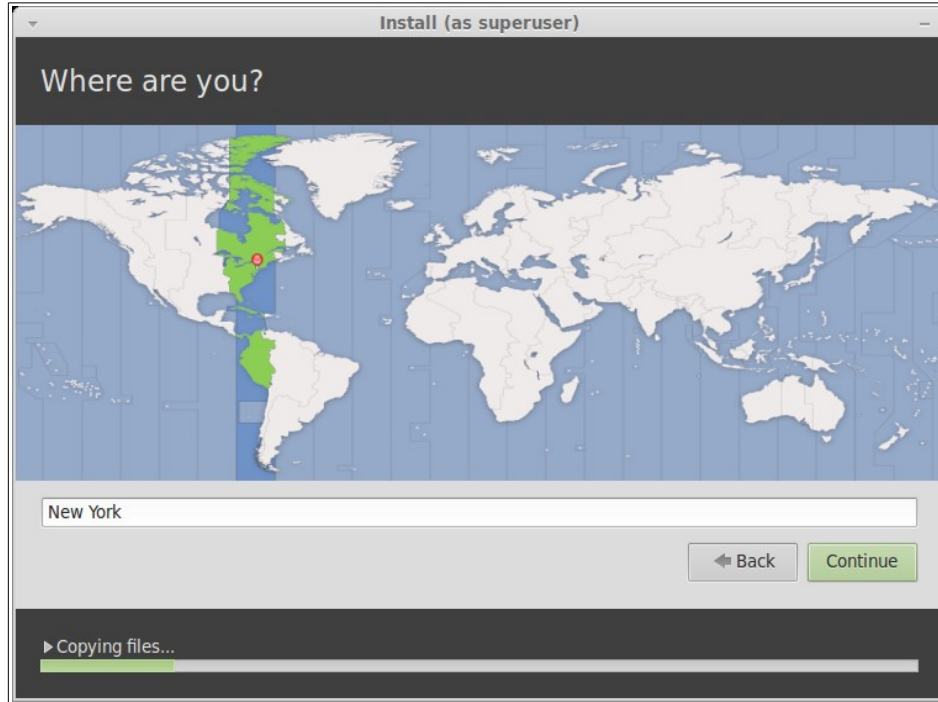 Install (as superuser)
Where are you?
New York
Back
Continue
Copying files...